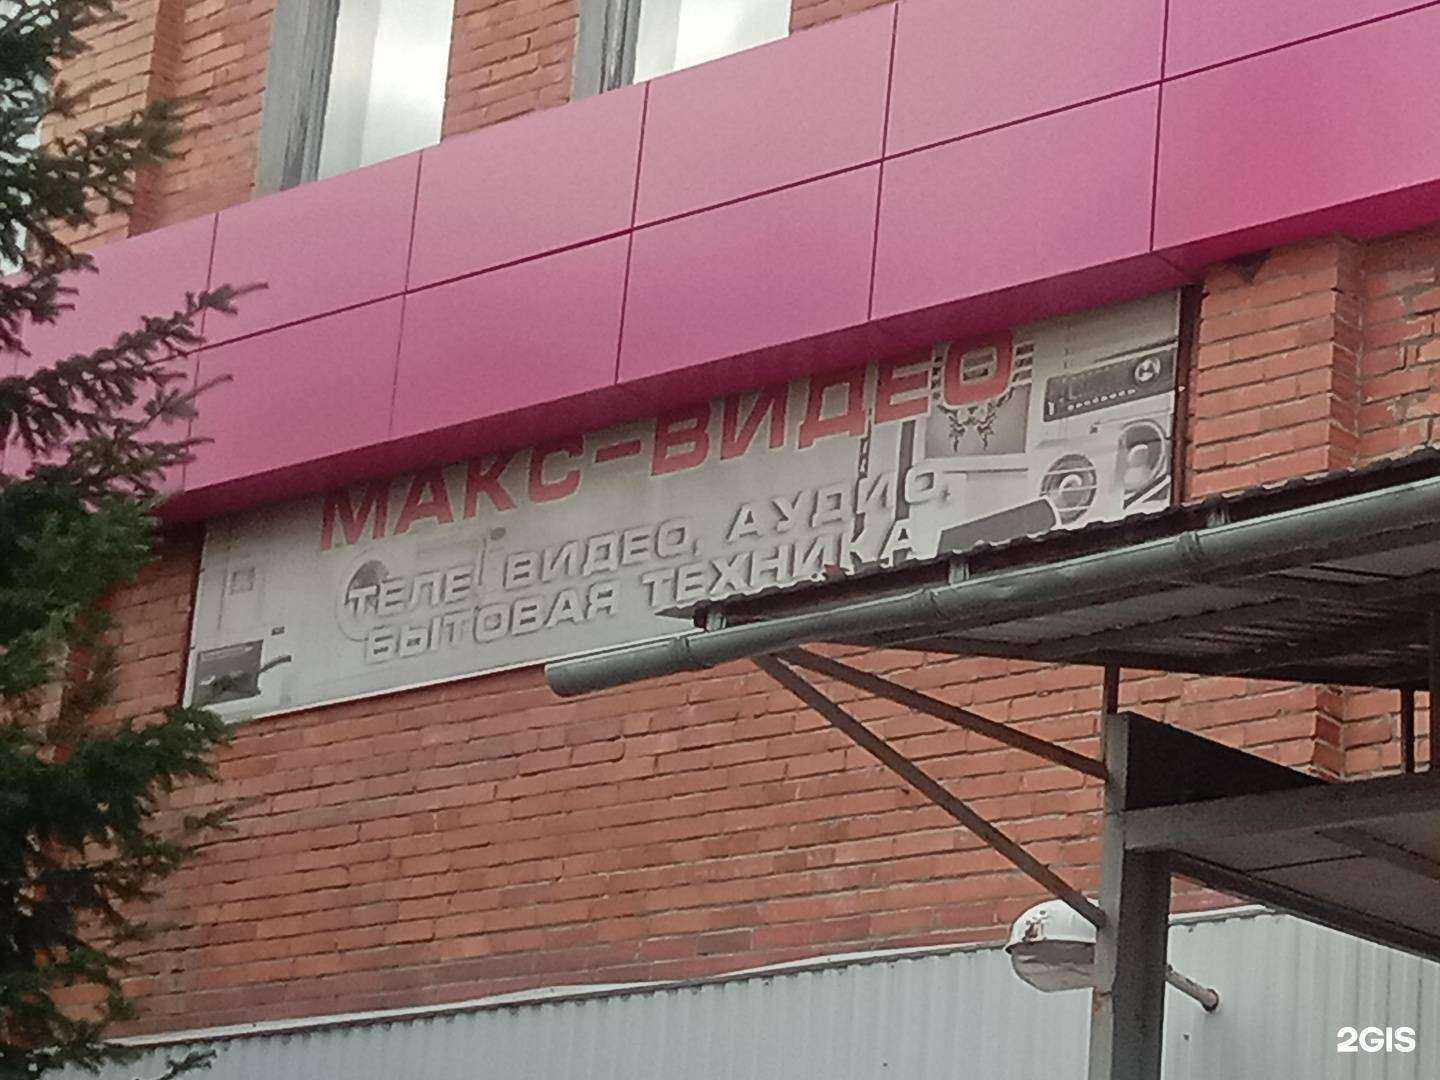 МАКС-ВИДЕО
ТЕЛЕ, ВИДЕО, АУДИО,
БЫТОВАЯ ТЕХНИКА
2GIS